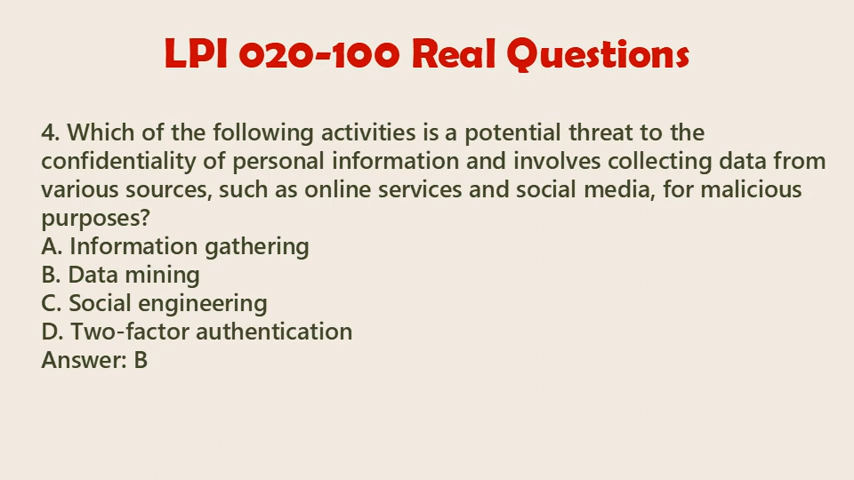 LPI 020-100 Real Questions
4. Which of the following activities is a potential threat to the
confidentiality of personal information and involves collecting data from
various sources, such as online services and social media, for malicious
purposes?
A. Information gathering
B. Data mining
C. Social engineering
D. Two-factor authentication
Answer: B